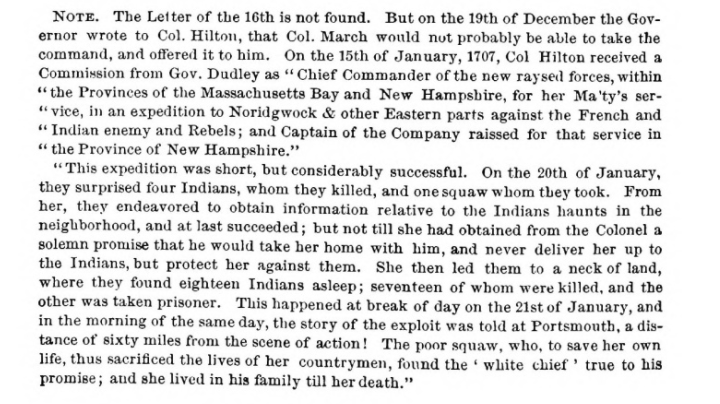 NOTE. The Letter of the 16th is not found. But on the 19th of December the Gov-
ernor wrote to Col. Hilton, that Col. March would not probably be able to take the
command, and offered it to him. On the 15th of January, 1707, Col Hilton received a
Commission from Gov. Dudley as "Chief Commander of the new raysed forces, within
"the Provinces of the Massachusetts Bay and New Hampshire, for her Ma'ty's ser-
"vice, in an expedition to Noridgwock & other Eastern parts against the French and
"Indian enemy and Rebels; and Captain of the Company raissed for that service in
"the Province of New Hampshire."
"This expedition was short, but considerably successful. On the 20th of January,
they surprised four Indians, whom they killed, and one squaw whom they took. From
her, they endeavored to obtain information relative to the Indians haunts in the
neighborhood, and at last succeeded; but not till she had obtained from the Colonel a
solemn promise that he would take her home with him, and never deliver her up to
the Indians, but protect her against them. She then led them to a neck of land,
where they found eighteen Indians asleep; seventeen of whom were killed, and the
other was taken prisoner. This happened at break of day on the 21st of January, and
in the morning of the same day, the story of the exploit was told at Portsmouth, a dis-
tance of sixty miles from the scene of action! The poor squaw, who, to save her own
life, thus sacrificed the lives of her countrymen, found the 'white chief' true to his
promise; and she lived in his family till her death."